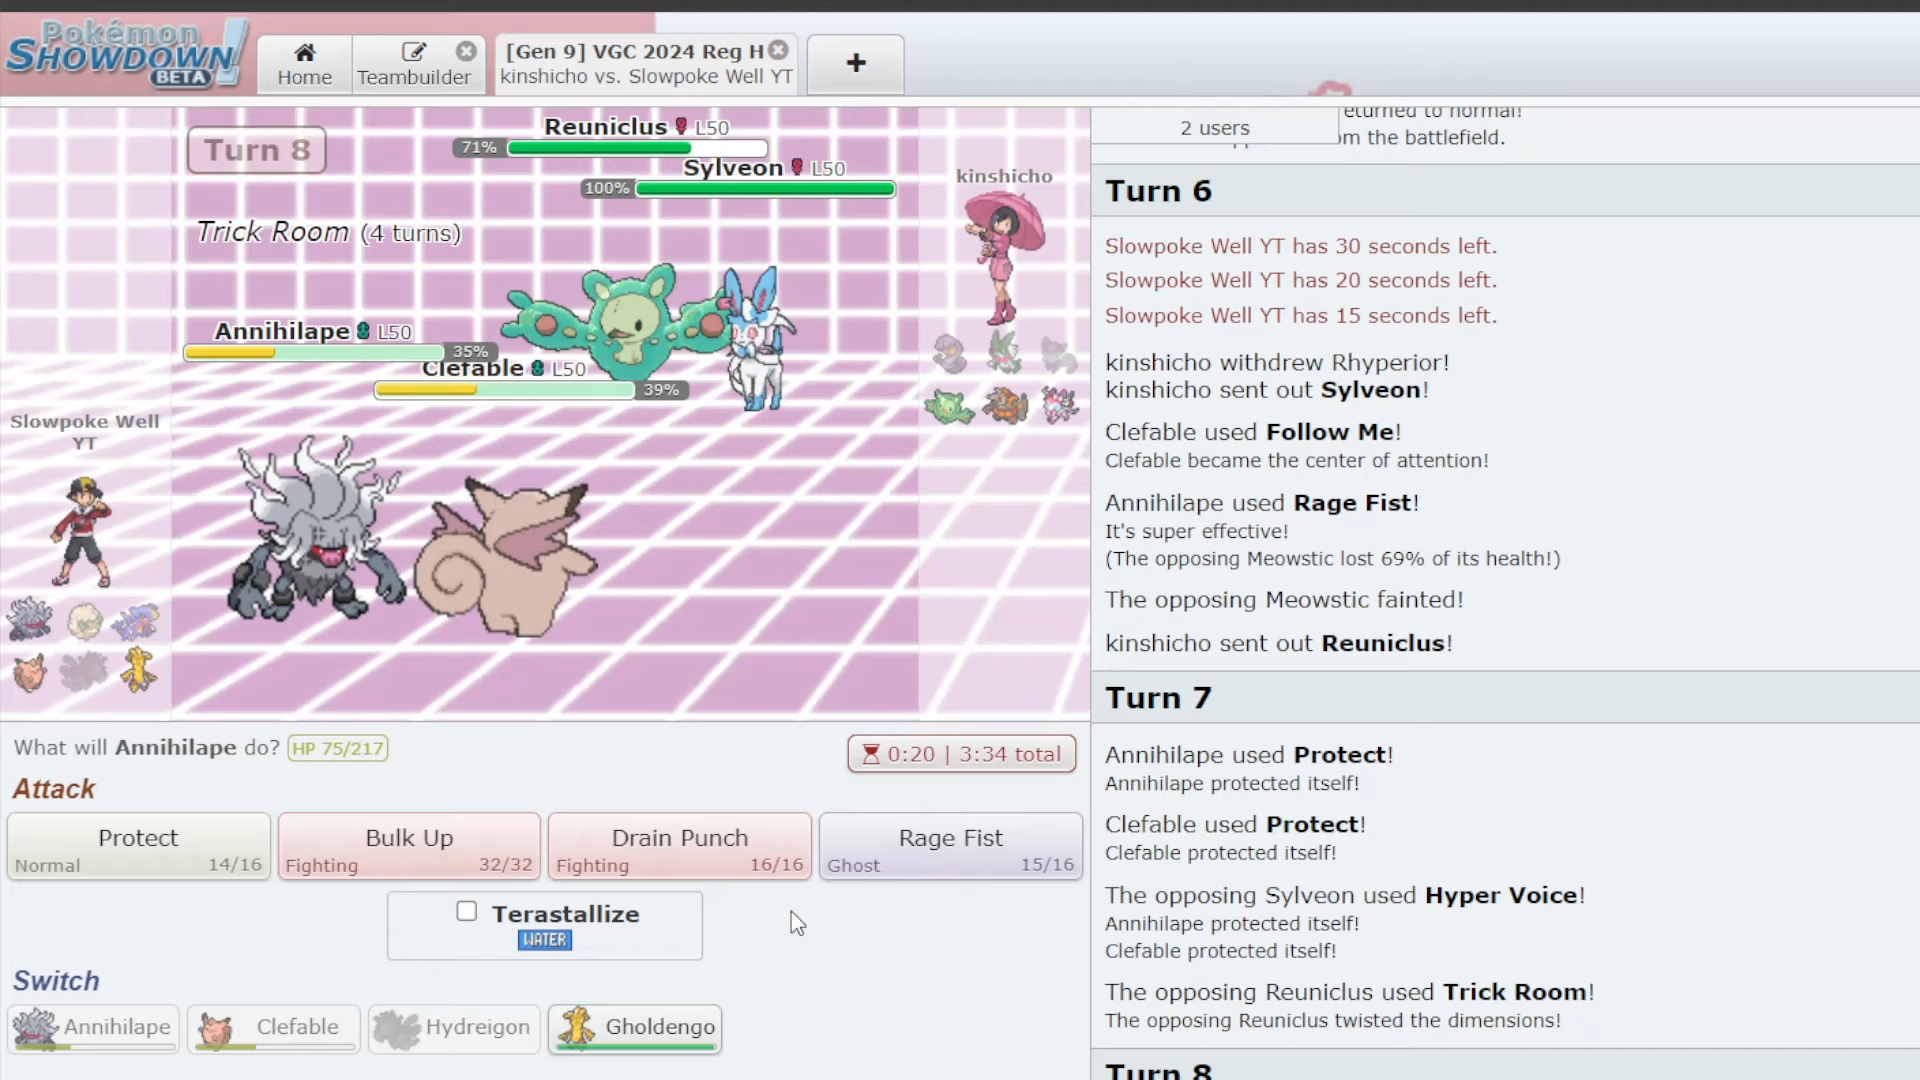 Pokémon
SHOWDOWN!
BETA
Home
Teambuilder
[Gen 9] VGC 2024 Reg H
kinshicho vs. Slowpoke Well YT
+
Turn 8
Reuniclus L50
71%
Sylveon L50
100%
Trick Room (4 turns)
Annihilape L50
35%
Clefable L50
39%
kinshicho
Slowpoke Well
YT
What will Annihilape do? HP 75/217
0:20 | 3:34 total
Attack
Protect
Normal 14/16
Bulk Up
Fighting 32/32
Drain Punch
Fighting 16/16
Rage Fist
Ghost 15/16
Terastallize
WATER
Switch
Annihilape
Clefable
Hydreigon
Gholdengo
2 users
eturned to normal!
m the battlefield.
Turn 6
Slowpoke Well YT has 30 seconds left.
Slowpoke Well YT has 20 seconds left.
Slowpoke Well YT has 15 seconds left.
kinshicho withdrew Rhyperior!
kinshicho sent out Sylveon!
Clefable used Follow Me!
Clefable became the center of attention!
Annihilape used Rage Fist!
It's super effective!
(The opposing Meowstic lost 69% of its health!)
The opposing Meowstic fainted!
kinshicho sent out Reuniclus!
Turn 7
Annihilape used Protect!
Annihilape protected itself!
Clefable used Protect!
Clefable protected itself!
The opposing Sylveon used Hyper Voice!
Annihilape protected itself!
Clefable protected itself!
The opposing Reuniclus used Trick Room!
The opposing Reuniclus twisted the dimensions!
Turn 8